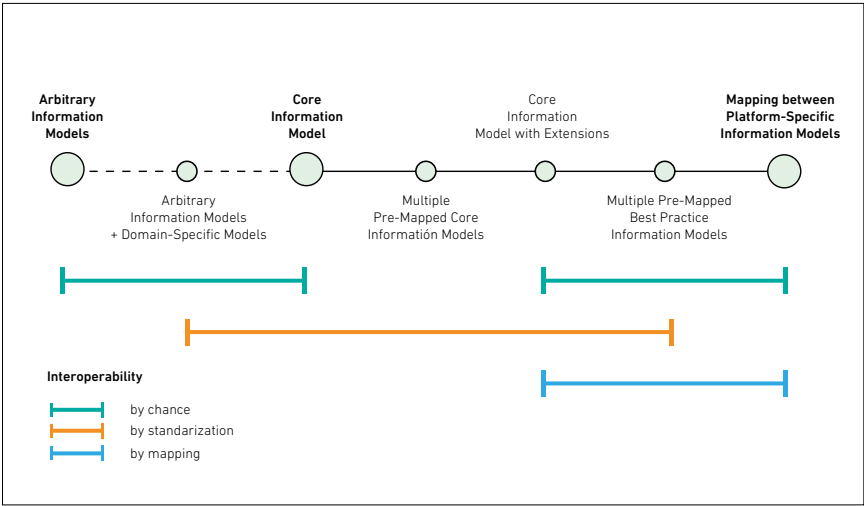 Arbitrary
Information
Models
Core
Information
Model
Core
Information
Model with Extensions
Mapping between
Platform-Specific
Information Models
Arbitrary
Information Models
+ Domain-Specific Models
Multiple
Pre-Mapped Core
Informatión Models
Multiple Pre-Mapped
Best Practice
Information Models
Interoperability
by chance
by standarization
by mapping